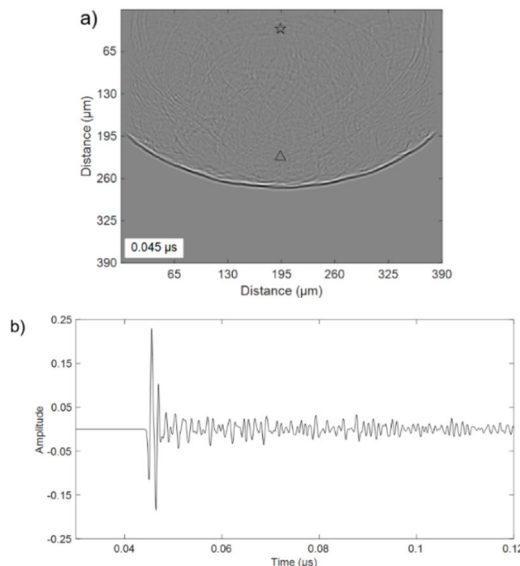 a)
65
130
195
260
325
390
Distance (µm)
0.045 µs
65 130 195 260 325 390
Distance (µm)
b)
0.25
0.05
-0.05
-0.15
-0.25
Amplitude
0.04 0.06 0.08 0.1 0.12
Time (µs)